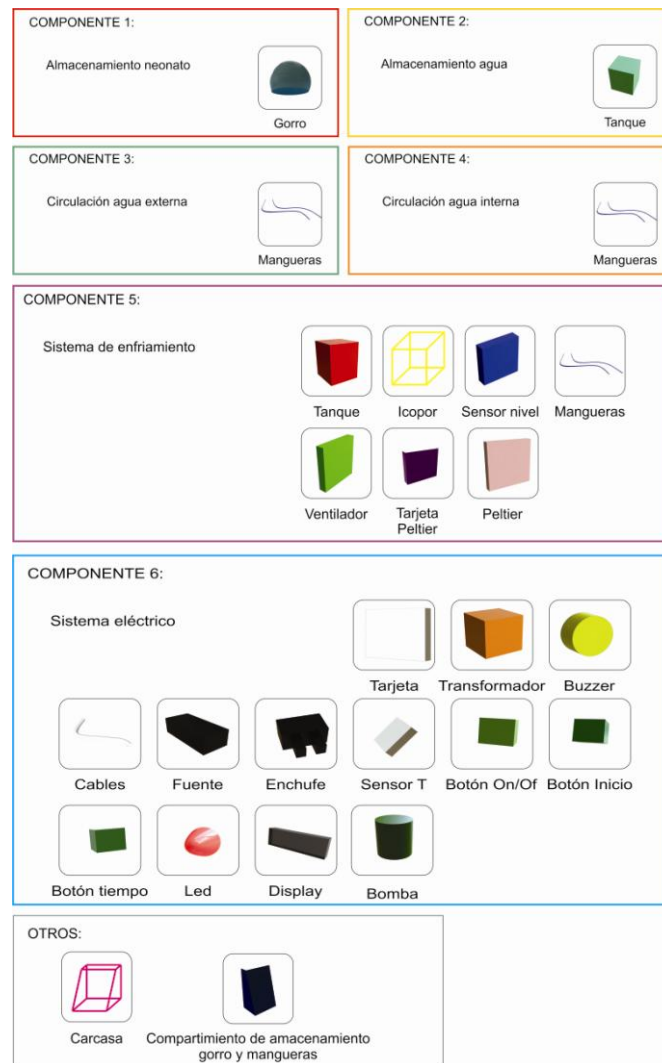 COMPONENTE 1:
Almacenamiento neonato
Gorro
COMPONENTE 2:
Almacenamiento agua
Tanque
COMPONENTE 3:
Circulación agua externa
Mangueras
COMPONENTE 4:
Circulación agua interna
Mangueras
COMPONENTE 5:
Sistema de enfriamiento
Tanque
Icopor
Sensor nivel
Mangueras
Ventilador
Tarjeta
Peltier
Peltier
COMPONENTE 6:
Sistema eléctrico
Tarjeta
Transformador
Buzzer
Cables
Fuente
Enchufe
Sensor T
Botón On/Of
Botón Inicio
Botón tiempo
Led
Display
Bomba
OTROS:
Carcasa
Compartimiento de amacenamiento
gorro y mangueras